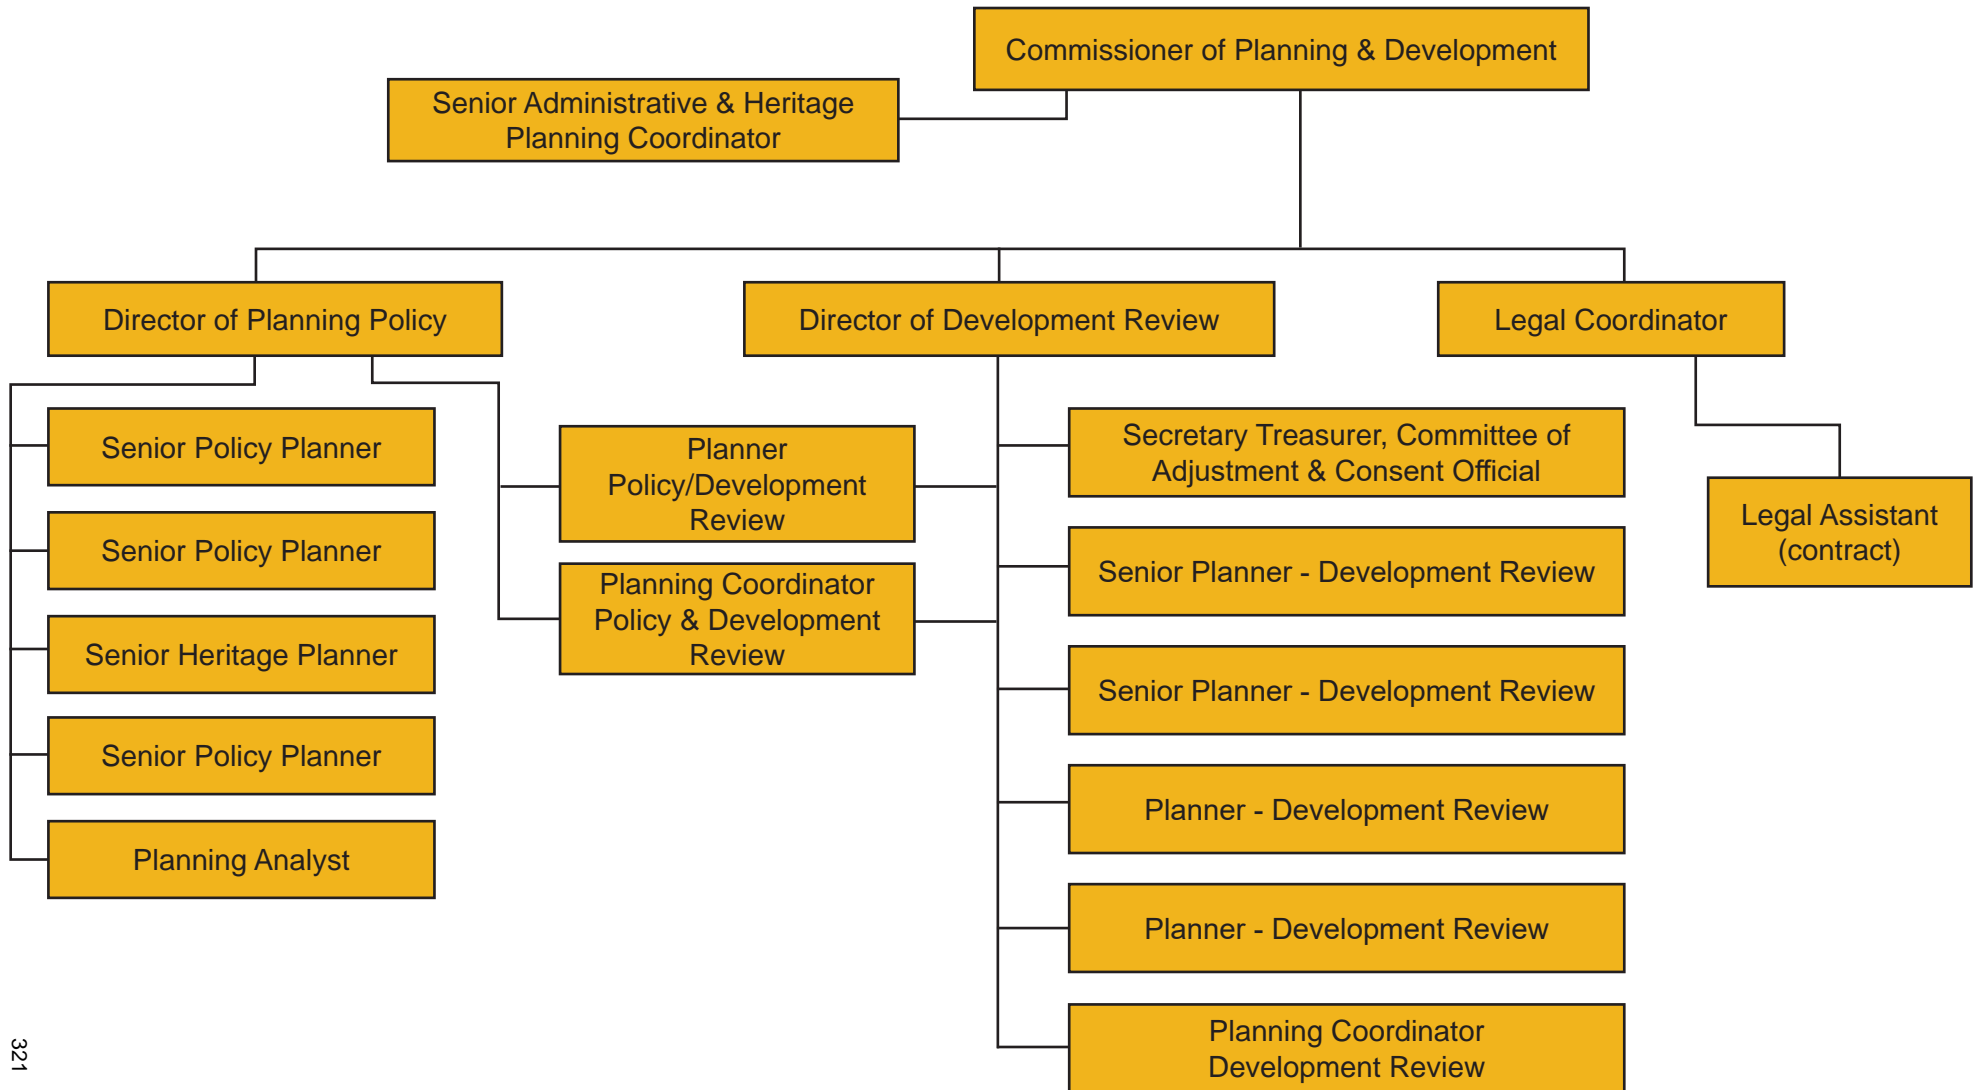 Commissioner of Planning & Development
Senior Administrative & Heritage
Planning Coordinator
Director of Planning Policy
Director of Development Review
Legal Coordinator
Senior Policy Planner
Senior Policy Planner
Senior Heritage Planner
Senior Policy Planner
Planning Analyst
Planner
Policy/Development
Review
Planning Coordinator
Policy & Development
Review
Secretary Treasurer, Committee of
Adjustment & Consent Official
Senior Planner - Development Review
Senior Planner - Development Review
Planner - Development Review
Planner - Development Review
Planning Coordinator
Development Review
Legal Assistant
(contract)
321